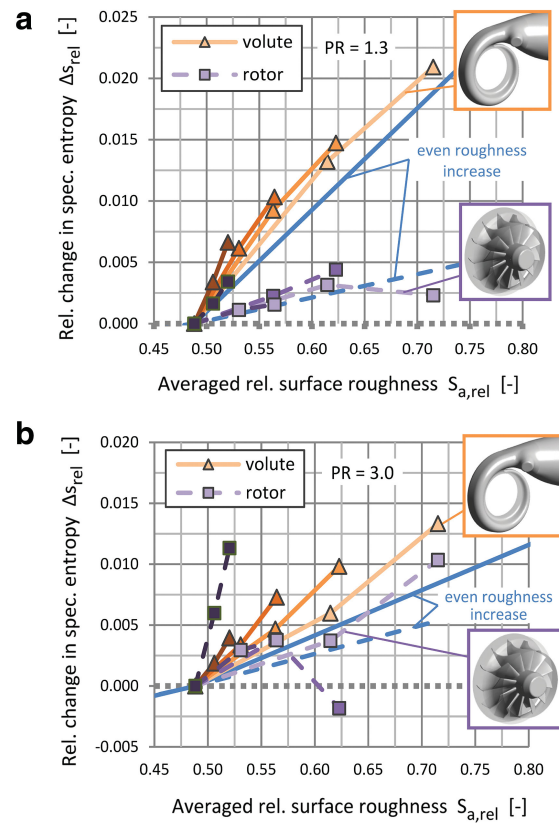 a
Rel. change in spec. entropy Δs_rel [-]
0.025
0.020
0.015
0.010
0.005
0.000
volute
rotor
PR = 1.3
even roughness
increase
0.45 0.50 0.55 0.60 0.65 0.70 0.75 0.80
Averaged rel. surface roughness S_a,rel [-]
b
Rel. change in spec. entropy Δs_rel [-]
0.020
0.015
0.010
0.005
0.000
-0.005
volute
rotor
PR = 3.0
even roughness
increase
0.45 0.50 0.55 0.60 0.65 0.70 0.75 0.80
Averaged rel. surface roughness S_a,rel [-]